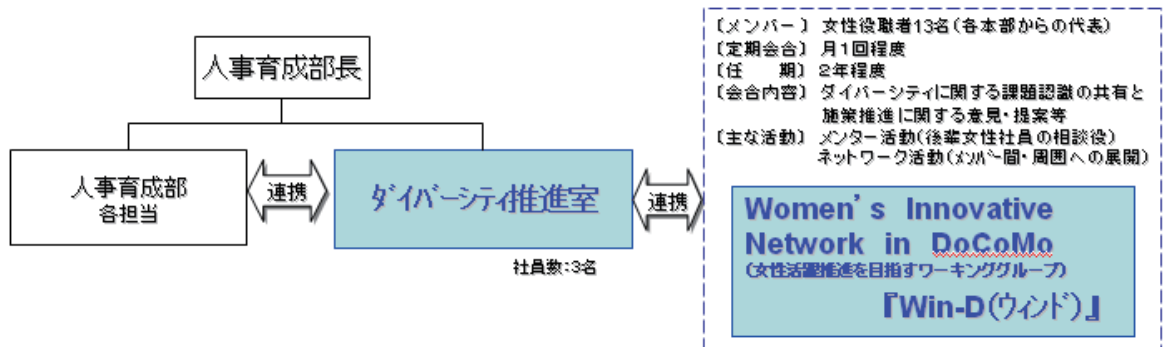 人事育成部長
人事育成部
各担当
連携
ダイバーシティ推進室
社員数:3名
連携
〔メンバー〕 女性役職者13名(各本部からの代表)
〔定期会合〕 月1回程度
〔任　　期〕 2年程度
〔会合内容〕 ダイバーシティに関する課題認識の共有と
施策推進に関する意見・提案等
〔主な活動〕 メンター活動(後輩女性社員の相談役)
ネットワーク活動(メンバー間・周囲への展開)
Women's Innovative
Network in DoCoMo
(女性活躍推進を目指すワーキンググループ)
『Win-D(ウィンド)』